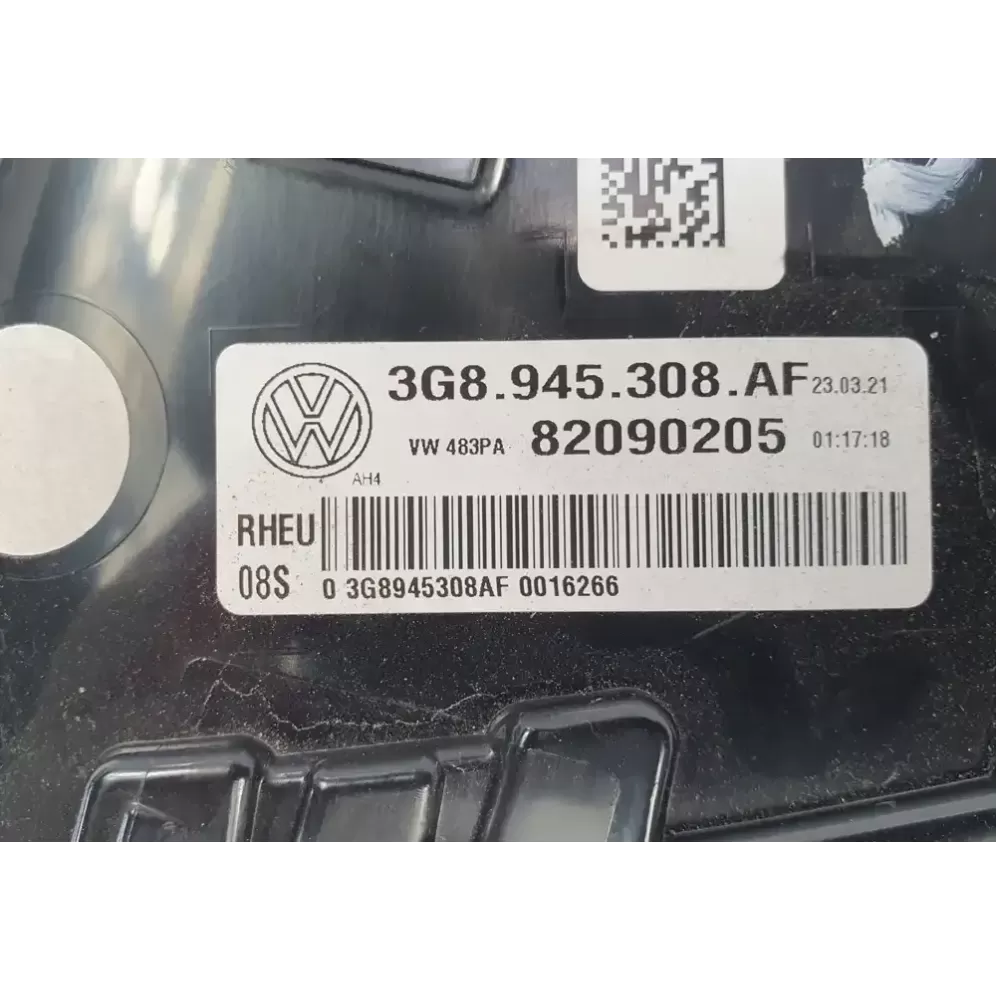 3G8.945.308.AF 23.03.21
VW 483PA 82090205 01:17:18
AH4
RHEU
08S 0 3G8945308AF 0016266